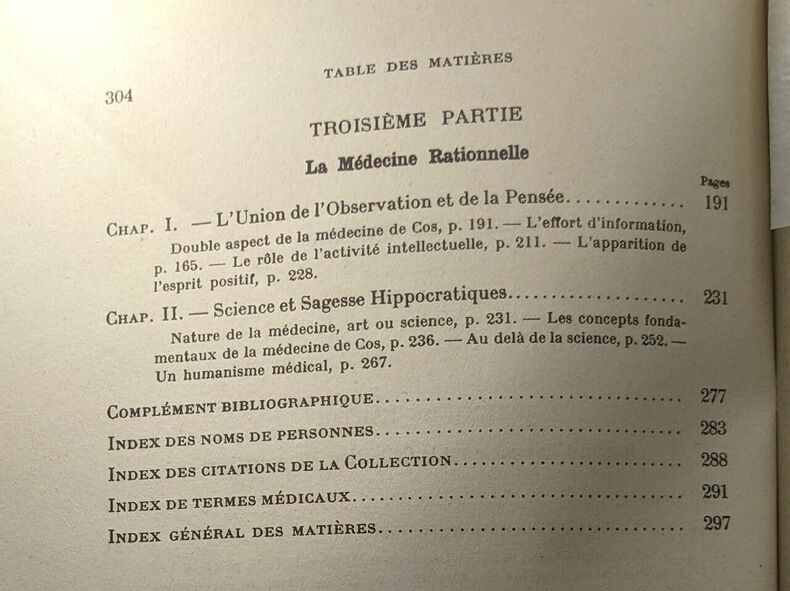 TABLE DES MATIÈRES
304
TROISIÈME PARTIE
La Médecine Rationnelle
Pages
CHAP. I. — L'Union de l'Observation et de la Pensée............. 191
Double aspect de la médecine de Cos, p. 191. — L'effort d'information,
p. 165. — Le rôle de l'activité intellectuelle, p. 211. — L'apparition de
l'esprit positif, p. 228.
CHAP. II. — Science et Sagesse Hippocratiques.................... 231
Nature de la médecine, art ou science, p. 231. — Les concepts fonda-
mentaux de la médecine de Cos, p. 236. — Au delà de la science, p. 252. —
Un humanisme médical, p. 267.
COMPLÉMENT BIBLIOGRAPHIQUE.................................. 277
INDEX DES NOMS DE PERSONNES.................................. 283
INDEX DES CITATIONS DE LA COLLECTION......................... 288
INDEX DE TERMES MÉDICAUX..................................... 291
INDEX GÉNÉRAL DES MATIÈRES................................... 297